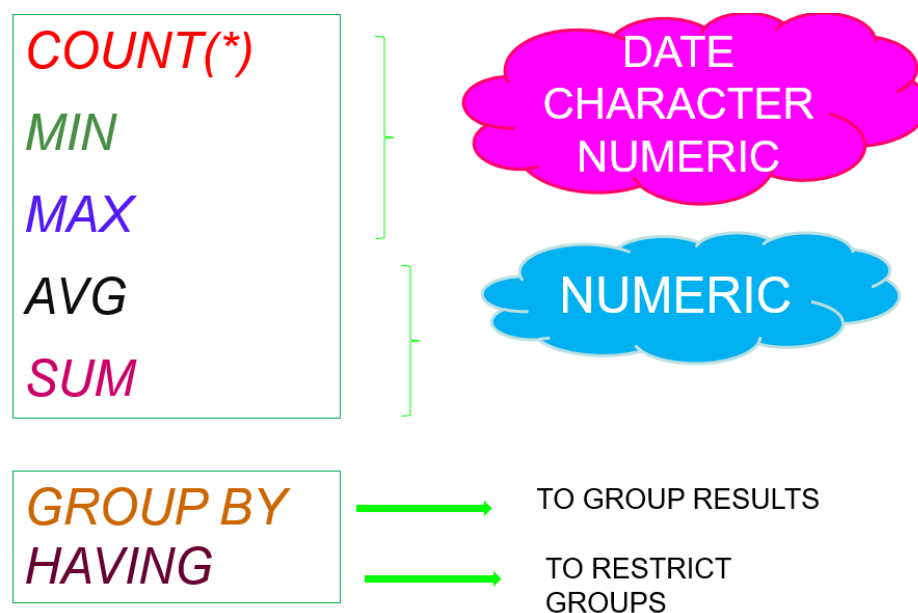 COUNT(*)
MIN
MAX
AVG
SUM
DATE
CHARACTER
NUMERIC
NUMERIC
GROUP BY
HAVING
TO GROUP RESULTS
TO RESTRICT
GROUPS